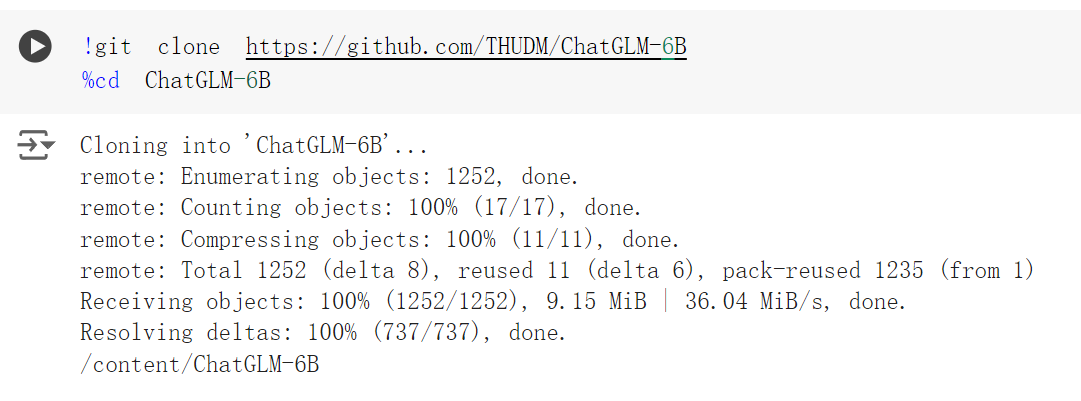 !git clone https://github.com/THUDM/ChatGLM-6B
%cd ChatGLM-6B
Cloning into 'ChatGLM-6B'...
remote: Enumerating objects: 1252, done.
remote: Counting objects: 100% (17/17), done.
remote: Compressing objects: 100% (11/11), done.
remote: Total 1252 (delta 8), reused 11 (delta 6), pack-reused 1235 (from 1)
Receiving objects: 100% (1252/1252), 9.15 MiB | 36.04 MiB/s, done.
Resolving deltas: 100% (737/737), done.
/content/ChatGLM-6B